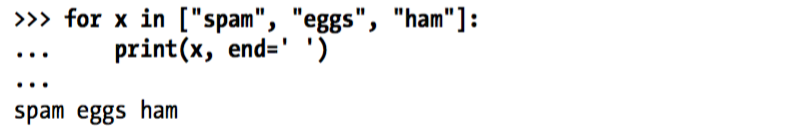 >>> for x in ["spam", "eggs", "ham"]:
...     print(x, end=' ')
...
spam eggs ham